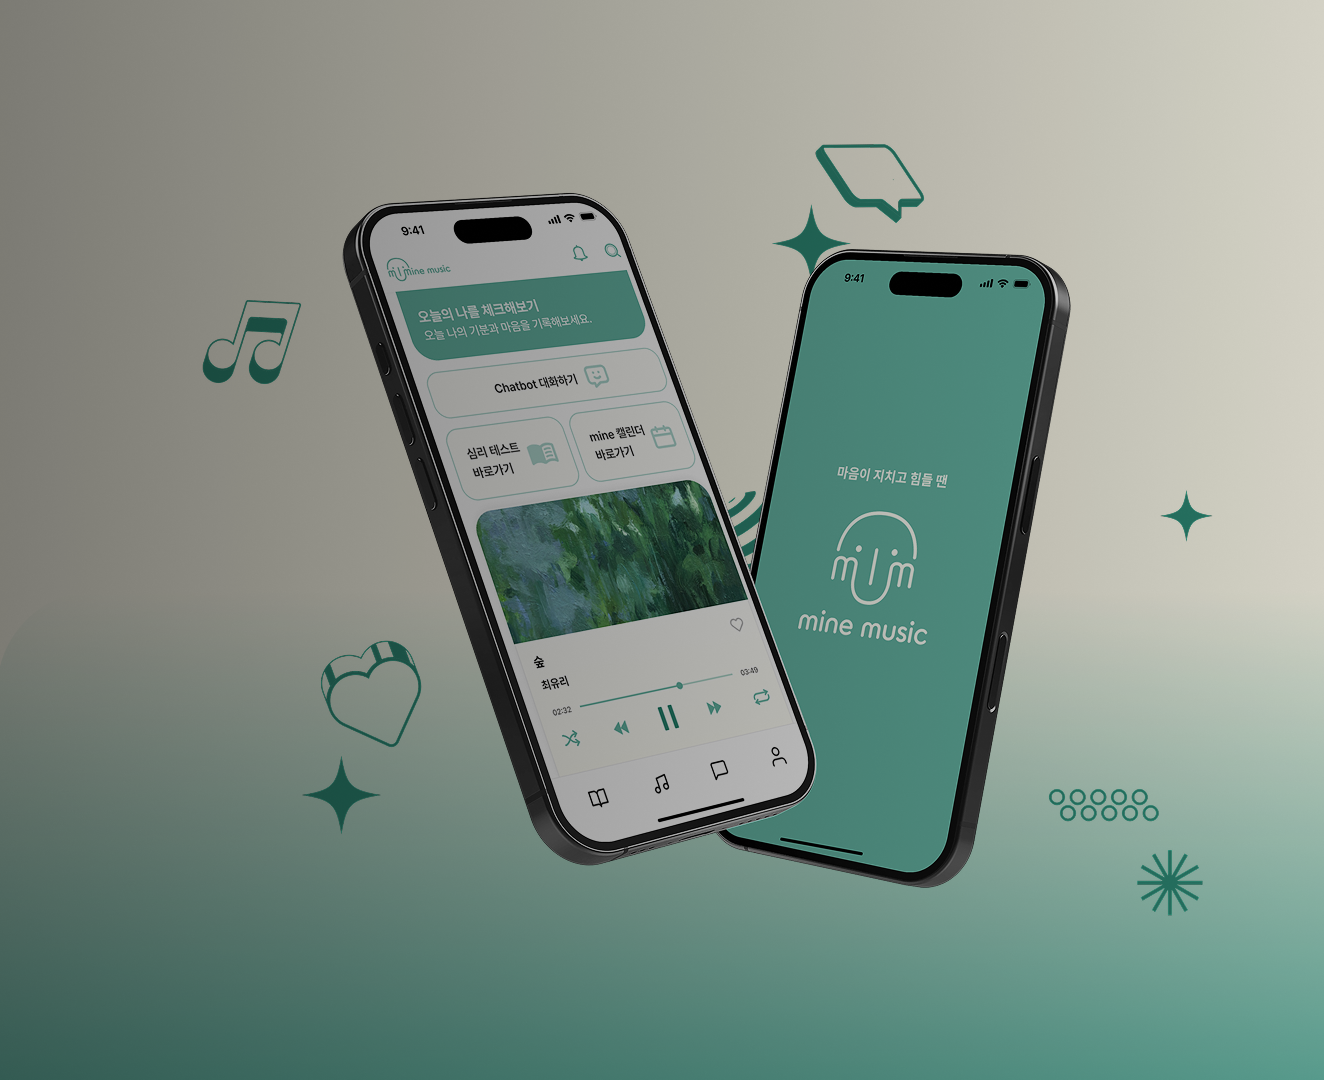 9:41
mine music
오늘의 나를 체크해보기
오늘 나의 기분과 마음을 기록해보세요.
Chatbot 대화하기
심리 테스트
바로가기
mine 캘린더
바로가기
숲
최유리
02:32
03:49
9:41
마음이 지치고 힘들 땐
mine music